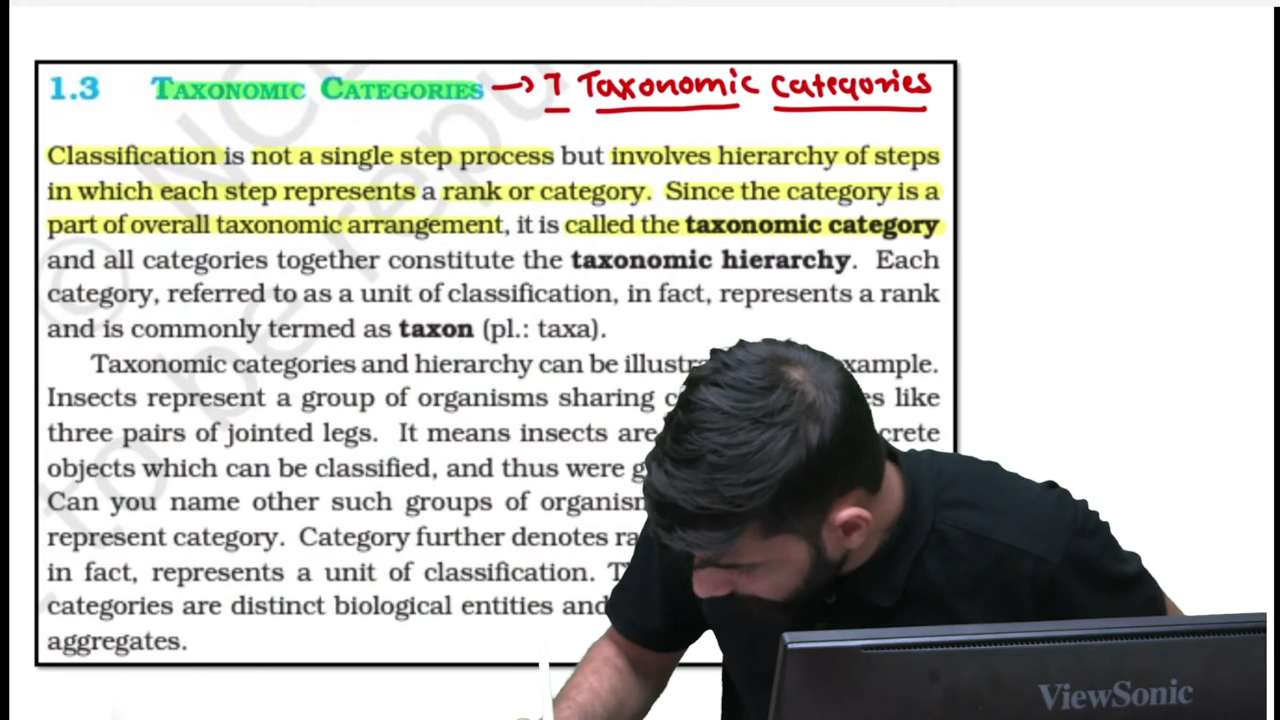 1.3 TAXONOMIC CATEGORIES → 7 Taxonomic Categories
Classification is not a single step process but involves hierarchy of steps
in which each step represents a rank or category. Since the category is a
part of overall taxonomic arrangement, it is called the taxonomic category
and all categories together constitute the taxonomic hierarchy. Each
category, referred to as a unit of classification, in fact, represents a rank
and is commonly termed as taxon (pl.: taxa).
Taxonomic categories and hierarchy can be
Insects represent a group of organisms sharing like
three pairs of jointed legs. It means insects are
objects which can be classified, and thus were
Can you name other such groups of
represent category. Category further denotes
in fact, represents a unit of classification.
categories are distinct biological entities and
aggregates.
ViewSonic